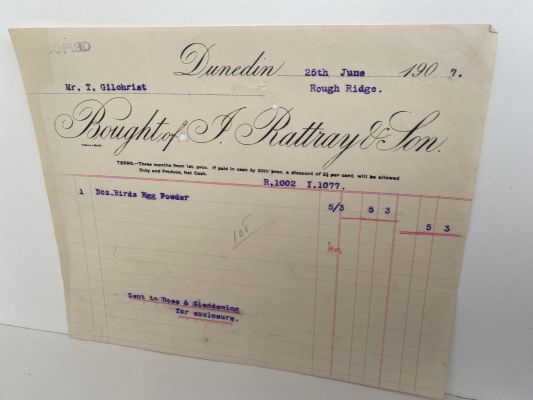 COPIED
Dunedin 25th June 1907.
Mr. T. Gilchrist Rough Ridge.
Bought of J. Rattray & Son.
TERMS.—Three months from 1st. prox. If paid in cash by 20th prox. a discount of 2½ per cent. will be allowed
Duty and Produce, Net Cash.
R,1002 I.1077.
1 Doz.Birds Egg Powder 5/3 5 3
5 3
108
Sent to Ross & Glendening
for exclosure.